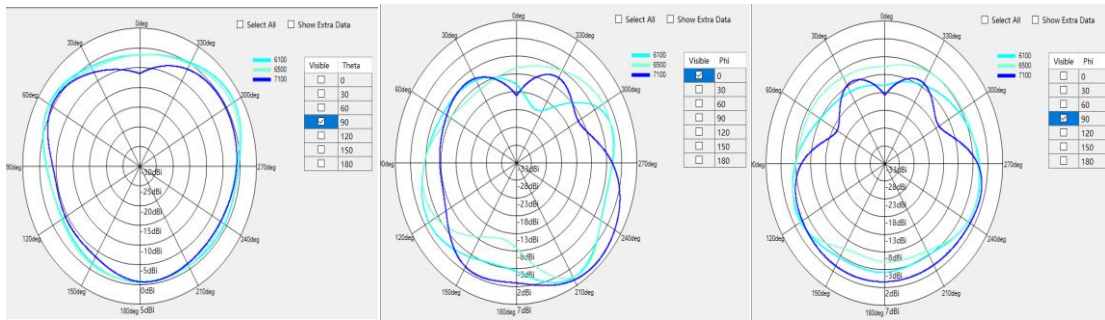 Select All Show Extra Data
0deg
30deg
330deg
6100
6500
7100
Visible Theta
0
30
60
90
120
150
180
60deg
300deg
90deg
270deg
-30dBi
-25dBi
-20dBi
-15dBi
-10dBi
-5dBi
0dBi
5dBi
120deg
240deg
150deg
210deg
180deg
Select All Show Extra Data
0deg
30deg
330deg
6100
6500
7100
Visible Phi
0
30
60
90
120
150
180
60deg
300deg
270deg
-33dBi
-28dBi
-23dBi
-18dBi
-13dBi
-8dBi
-3dBi
2dBi
7dBi
120deg
240deg
150deg
210deg
180deg
Select All Show Extra Data
0deg
30deg
330deg
6100
6500
7100
Visible Phi
0
30
60
90
120
150
180
60deg
300deg
270deg
-33dBi
-28dBi
-23dBi
-18dBi
-13dBi
-8dBi
-3dBi
2dBi
7dBi
120deg
240deg
150deg
210deg
180deg